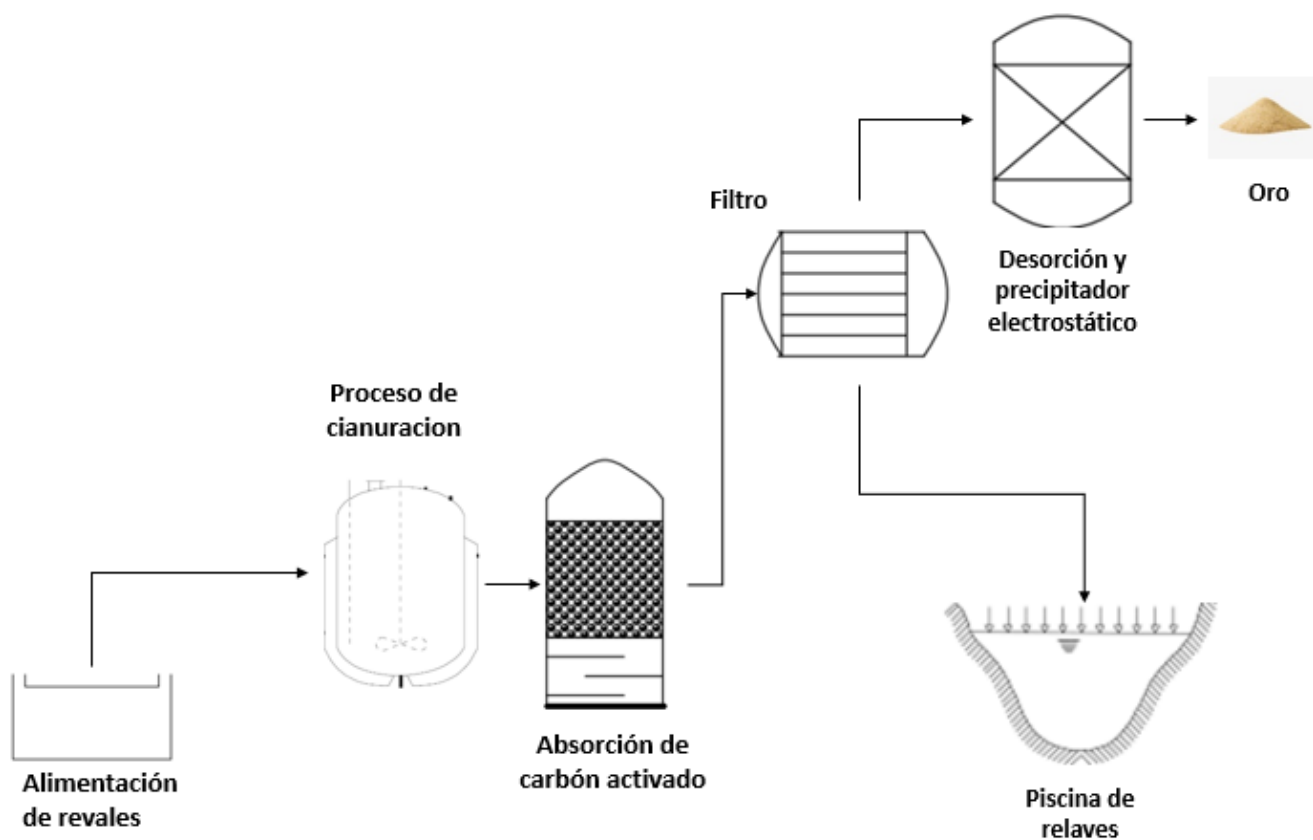 Alimentación
de revales
Proceso de
cianuracion
Absorción de
carbón activado
Filtro
Desorción y
precipitador
electrostático
Oro
Piscina de
relaves